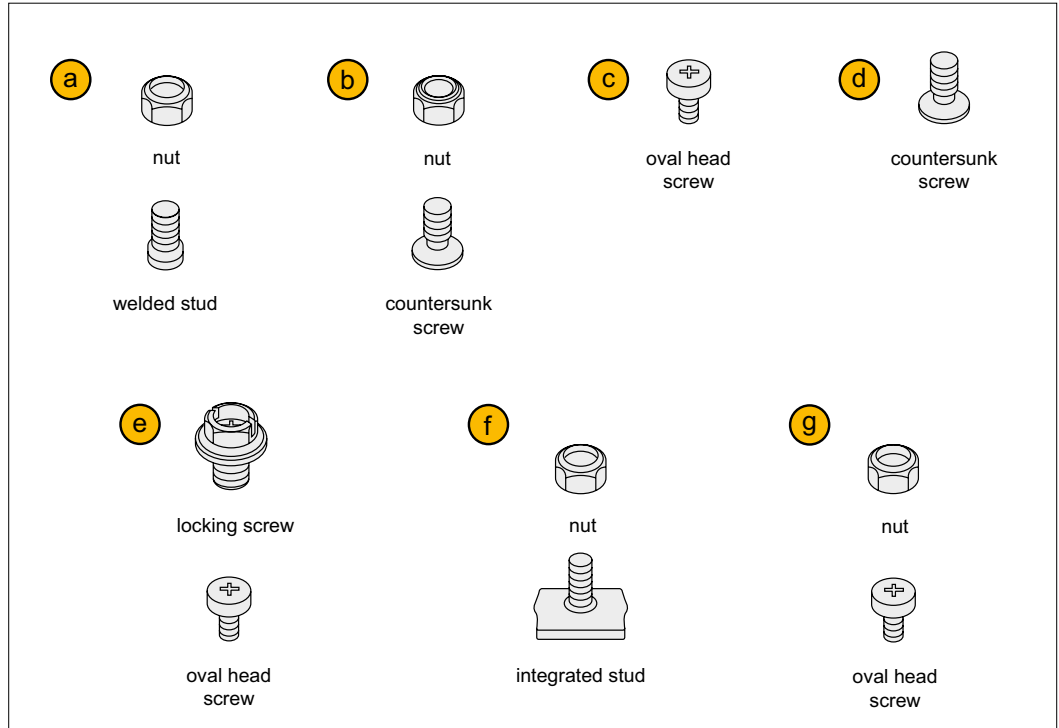 a
nut
welded stud
b
nut
countersunk
screw
c
oval head
screw
d
countersunk
screw
e
locking screw
oval head
screw
f
nut
integrated stud
g
nut
oval head
screw